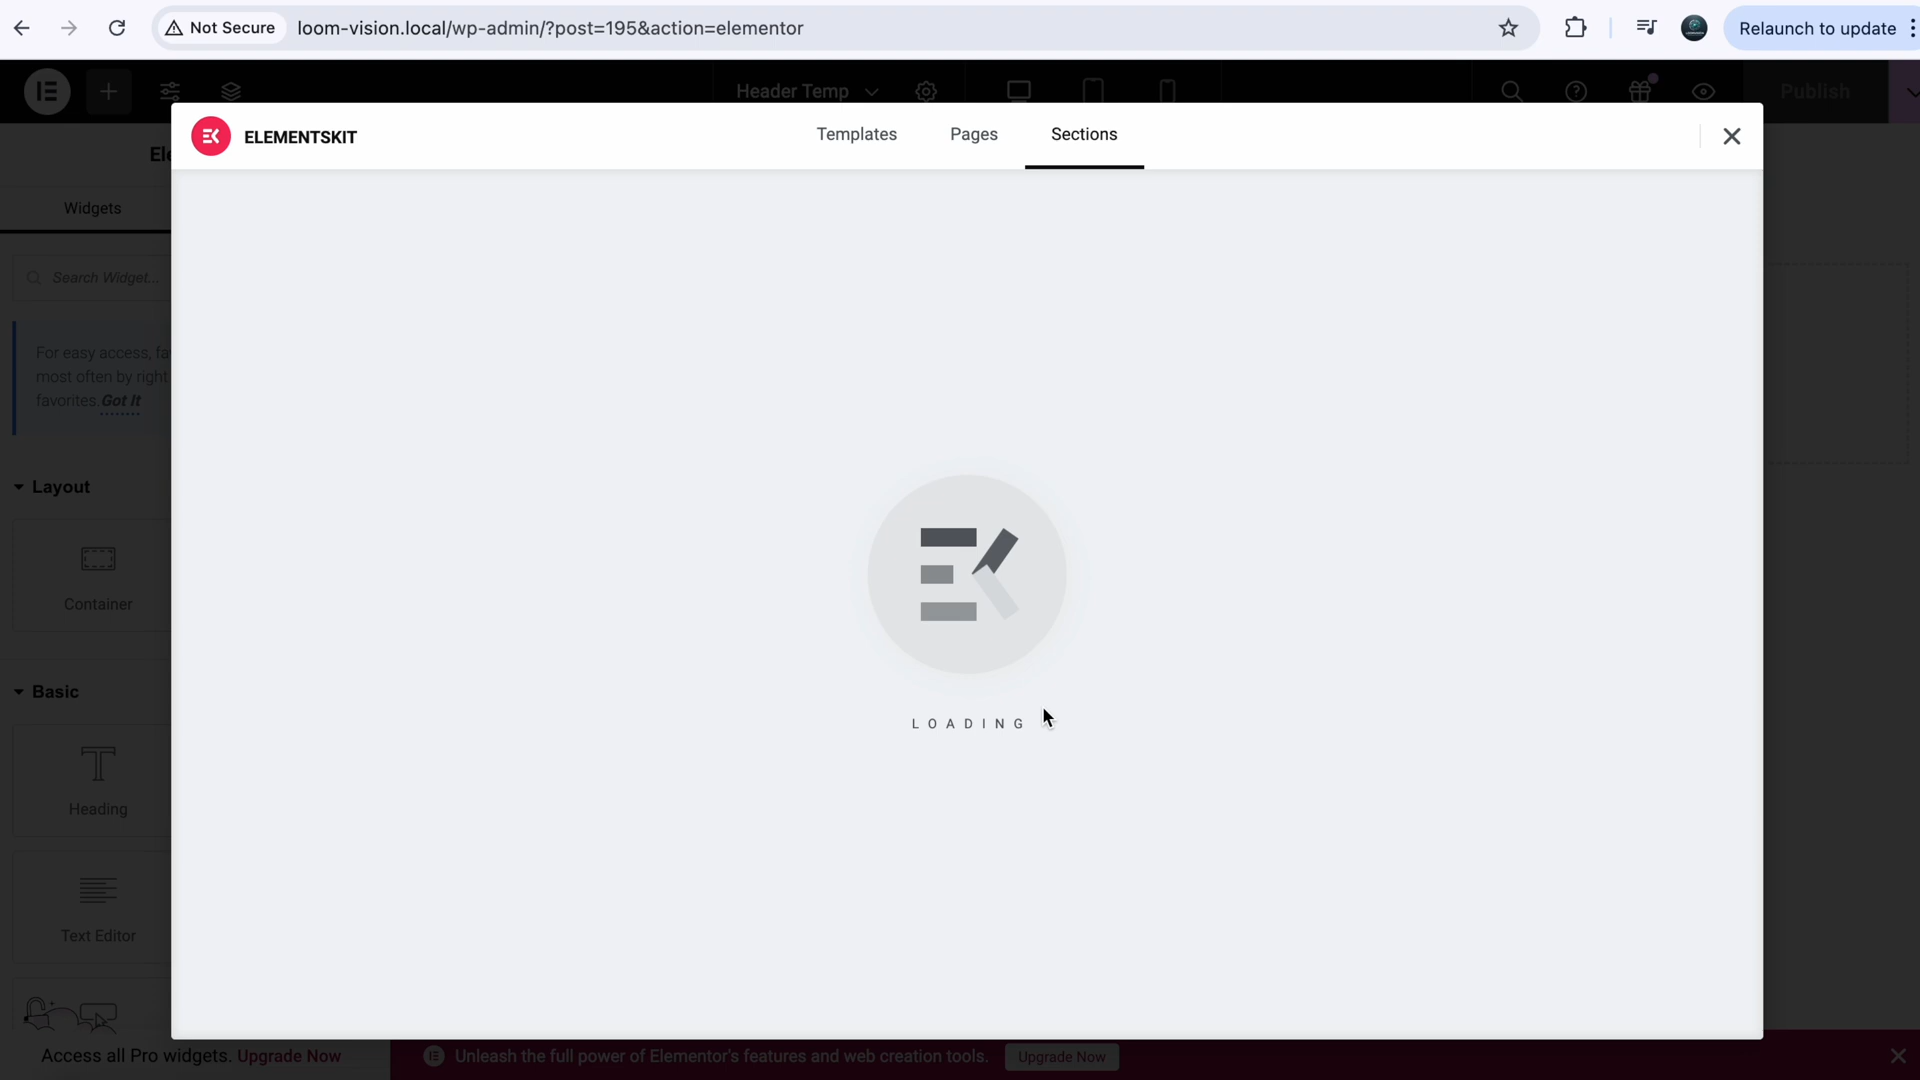 Not Secure
loom-vision.local/wp-admin/?post=195&action=elementor
Relaunch to update
Header Temp
Publish
ELEMENTSKIT
Templates
Pages
Sections
Ele
Widgets
Search Widget...
For easy access, fa
most often by right
favorites. Got It
Layout
Container
Basic
Heading
Text Editor
LOADING
Access all Pro widgets. Upgrade Now
Unleash the full power of Elementor's features and web creation tools.
Upgrade Now